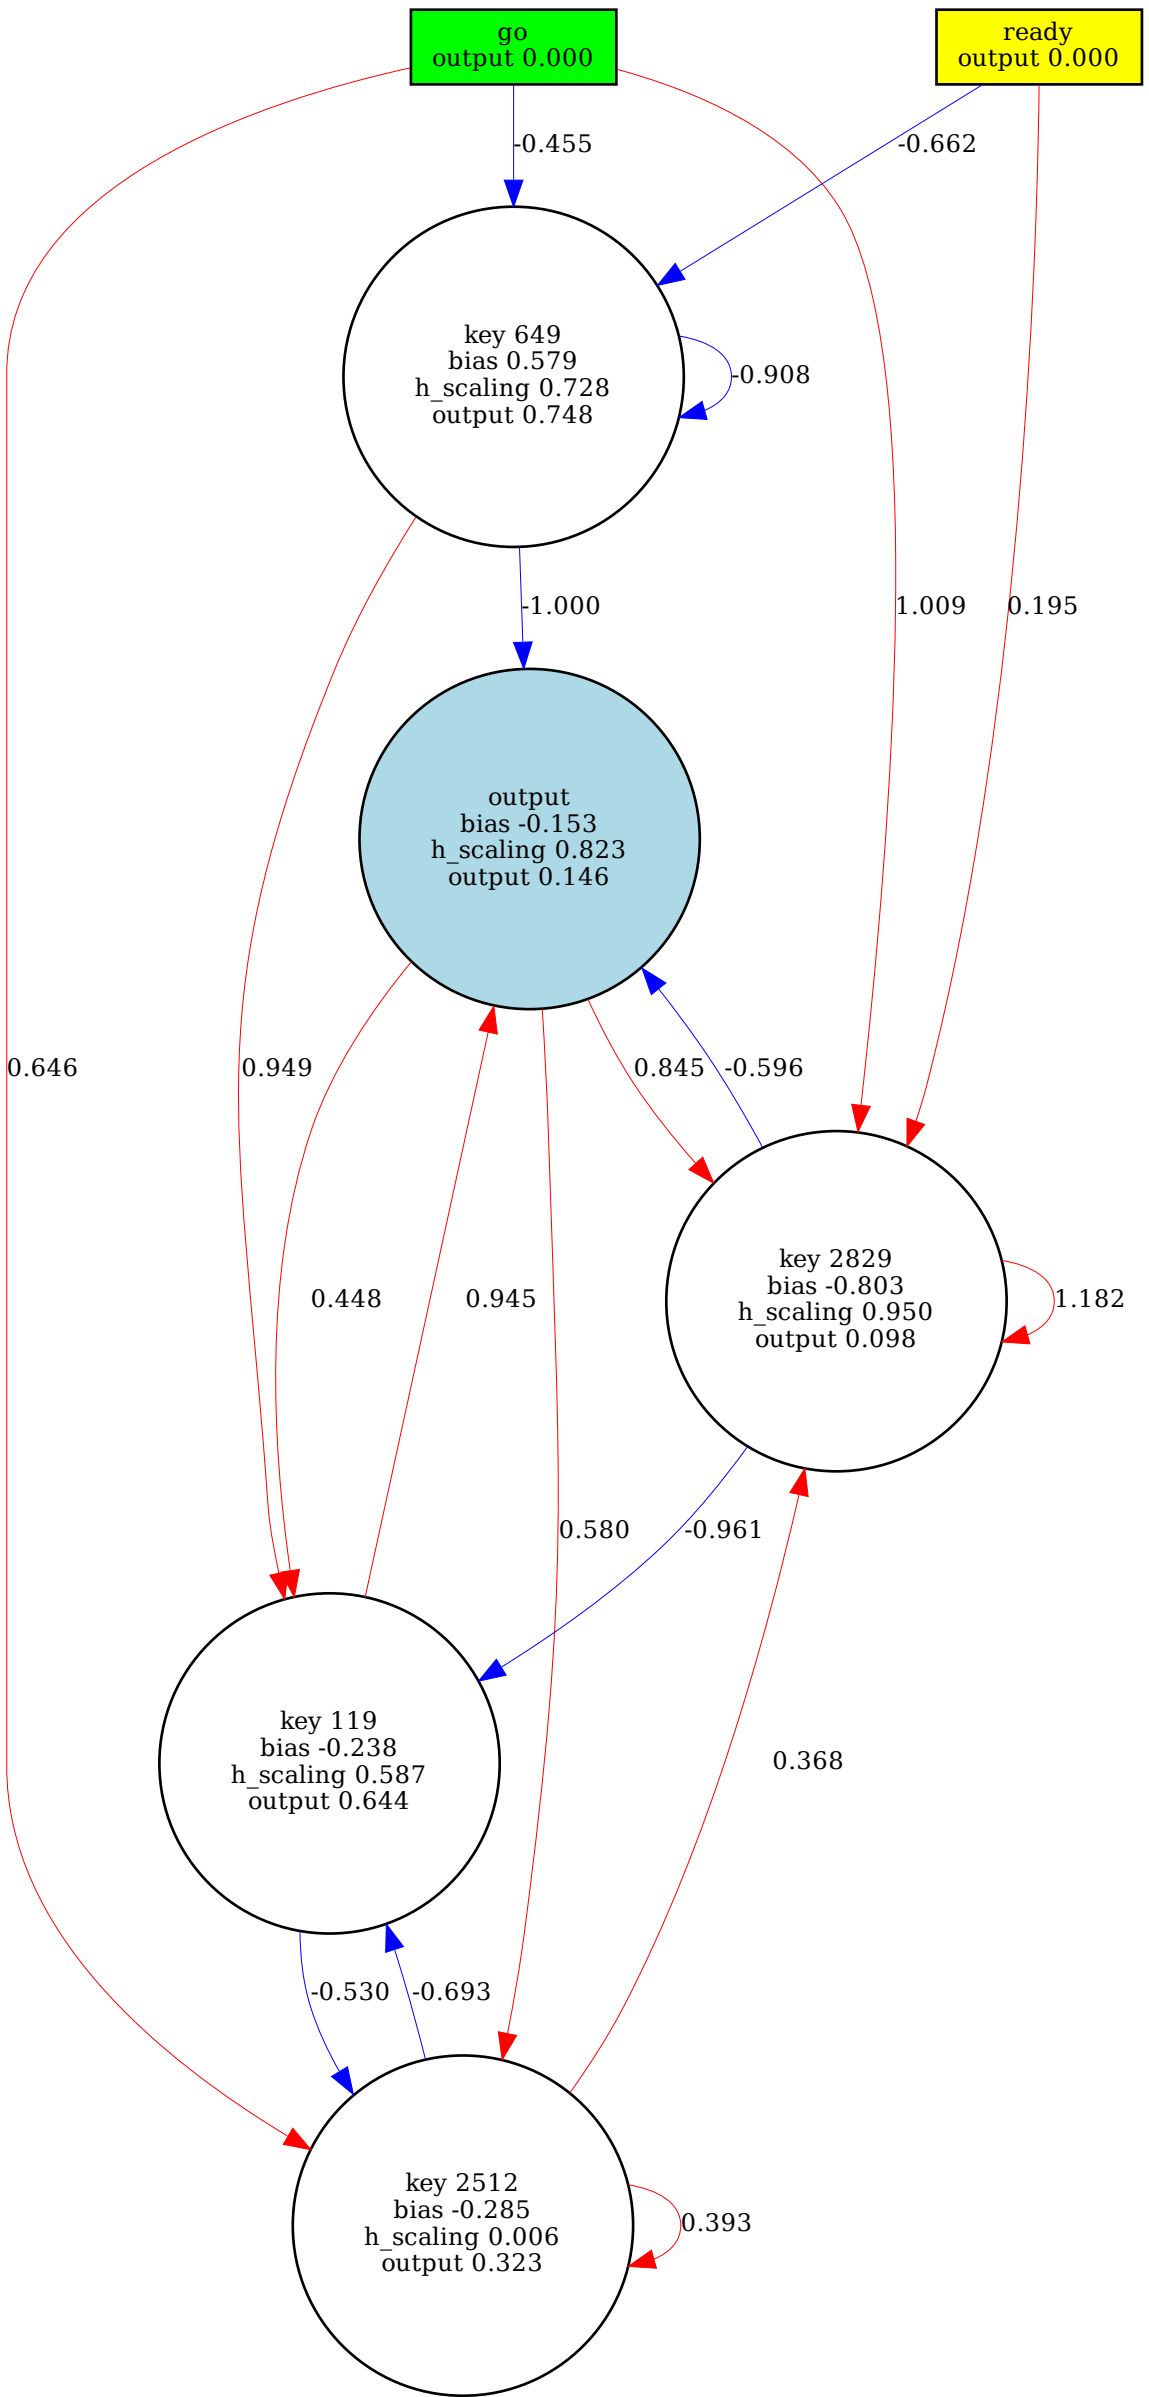 go
output 0.000
ready
output 0.000
-0.455
-0.662
key 649
bias 0.579
h_scaling 0.728
output 0.748
-0.908
-1.000
1.009
0.195
output
bias -0.153
h_scaling 0.823
output 0.146
0.646
0.949
0.845
-0.596
key 2829
bias -0.803
h_scaling 0.950
output 0.098
1.182
0.448
0.945
0.580
-0.961
key 119
bias -0.238
h_scaling 0.587
output 0.644
0.368
-0.530
-0.693
key 2512
bias -0.285
h_scaling 0.006
output 0.323
0.393